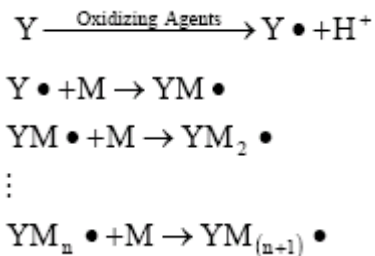 Y —Oxidizing Agents→ Y • +H⁺
Y • +M → YM •
YM • +M → YM₂ •
⋮
YMₙ • +M → YM₍ₙ₊₁₎ •